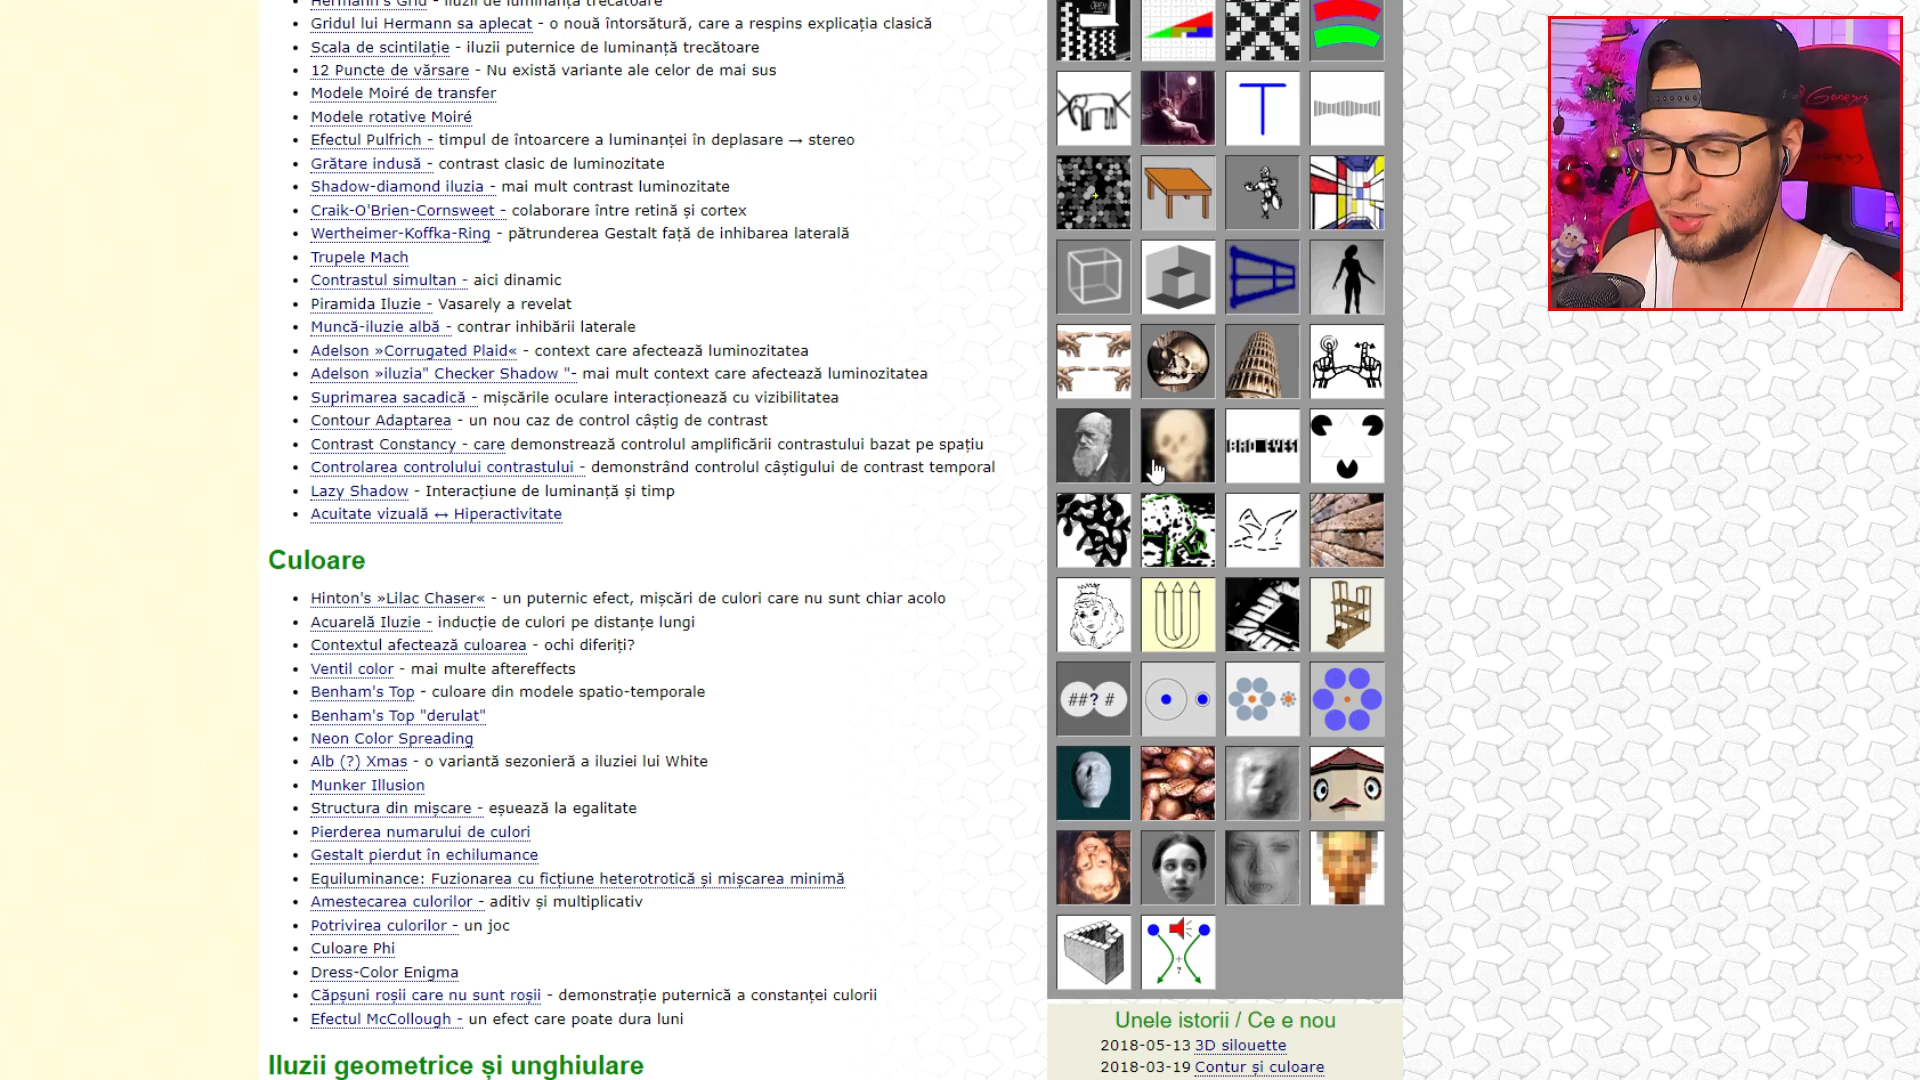 Hermann's Grid - iluzii de luminanță trecătoare
Gridul lui Hermann sa aplecat - o nouă întorsătură, care a respins explicația clasică
Scala de scintilație - iluzii puternice de luminanță trecătoare
12 Puncte de vărsare - Nu există variante ale celor de mai sus
Modele Moiré de transfer
Modele rotative Moiré
Efectul Pulfrich - timpul de întoarcere a luminanței în deplasare → stereo
Grătare indusă - contrast clasic de luminozitate
Shadow-diamond iluzia - mai mult contrast luminozitate
Craik-O'Brien-Cornsweet - colaborare între retină și cortex
Wertheimer-Koffka-Ring - pătrunderea Gestalt față de inhibarea laterală
Trupele Mach
Contrastul simultan - aici dinamic
Piramida Iluzie - Vasarely a revelat
Muncă-iluzie albă - contrar inhibării laterale
Adelson »Corrugated Plaid« - context care afectează luminozitatea
Adelson »iluzia" Checker Shadow "- mai mult context care afectează luminozitatea
Suprimarea sacadică - mișcările oculare interacționează cu vizibilitatea
Contour Adaptarea - un nou caz de control câștig de contrast
Contrast Constancy - care demonstrează controlul amplificării contrastului bazat pe spațiu
Controlarea controlului contrastului - demonstrând controlul câștigului de contrast temporal
Lazy Shadow - Interacțiune de luminanță și timp
Acuitate vizuală ↔ Hiperactivitate
Culoare
Hinton's »Lilac Chaser« - un puternic efect, mișcări de culori care nu sunt chiar acolo
Acuarelă Iluzie - inducție de culori pe distanțe lungi
Contextul afectează culoarea - ochi diferiți?
Ventil color - mai multe aftereffects
Benham's Top - culoare din modele spatio-temporale
Benham's Top "derulat"
Neon Color Spreading
Alb (?) Xmas - o variantă sezonieră a iluziei lui White
Munker Illusion
Structura din mișcare - eșuează la egalitate
Pierderea numarului de culori
Gestalt pierdut în echilumance
Equiluminance: Fuzionarea cu ficțiune heterotrotică și mișcarea minimă
Amestecarea culorilor - aditiv și multiplicativ
Potrivirea culorilor - un joc
Culoare Phi
Dress-Color Enigma
Căpșuni roșii care nu sunt roșii - demonstrație puternică a constanței culorii
Efectul McCollough - un efect care poate dura luni
Iluzii geometrice și unghiulare
OPEN
T
BAD EYES!
##? #
+
?
Unele istorii / Ce e nou
2018-05-13 3D silouette
2018-03-19 Contur și culoare